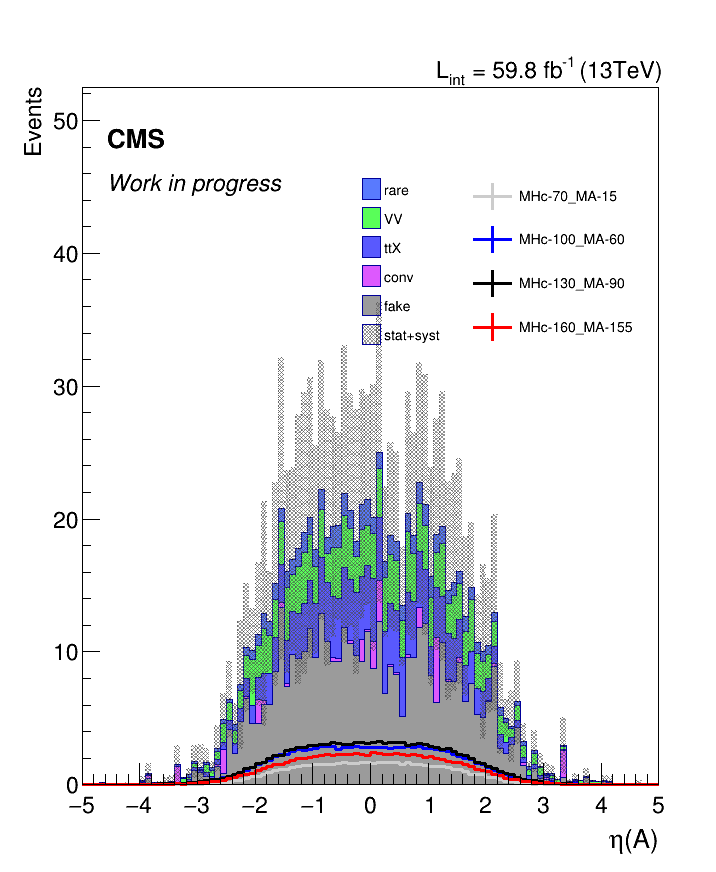 L_int = 59.8 fb^-1 (13TeV)
Events
CMS
Work in progress
rare
VV
ttX
conv
fake
stat+syst
MHc-70_MA-15
MHc-100_MA-60
MHc-130_MA-90
MHc-160_MA-155
50
40
30
20
10
0
−5 −4 −3 −2 −1 0 1 2 3 4 5
η(A)